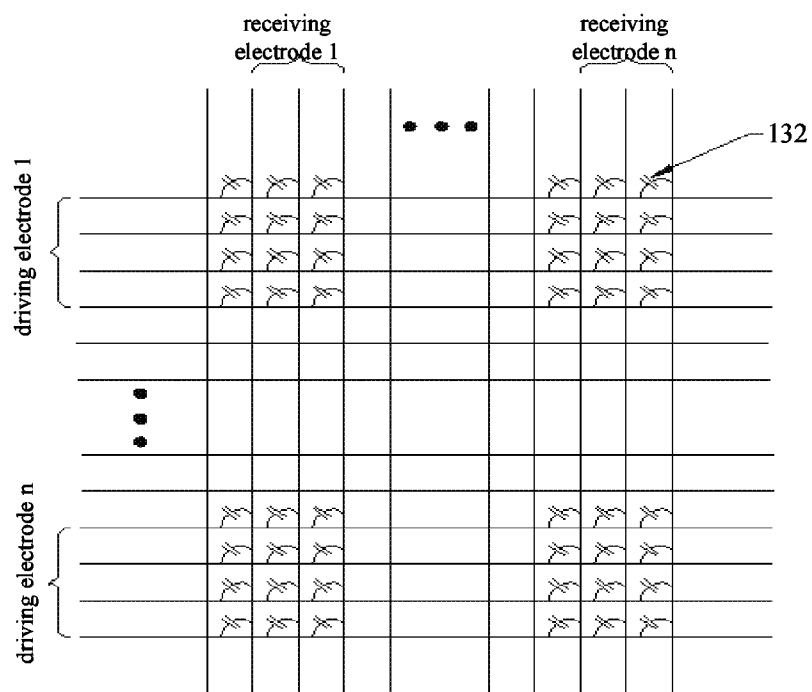 receiving
electrode 1
receiving
electrode n
132
driving electrode 1
driving electrode n